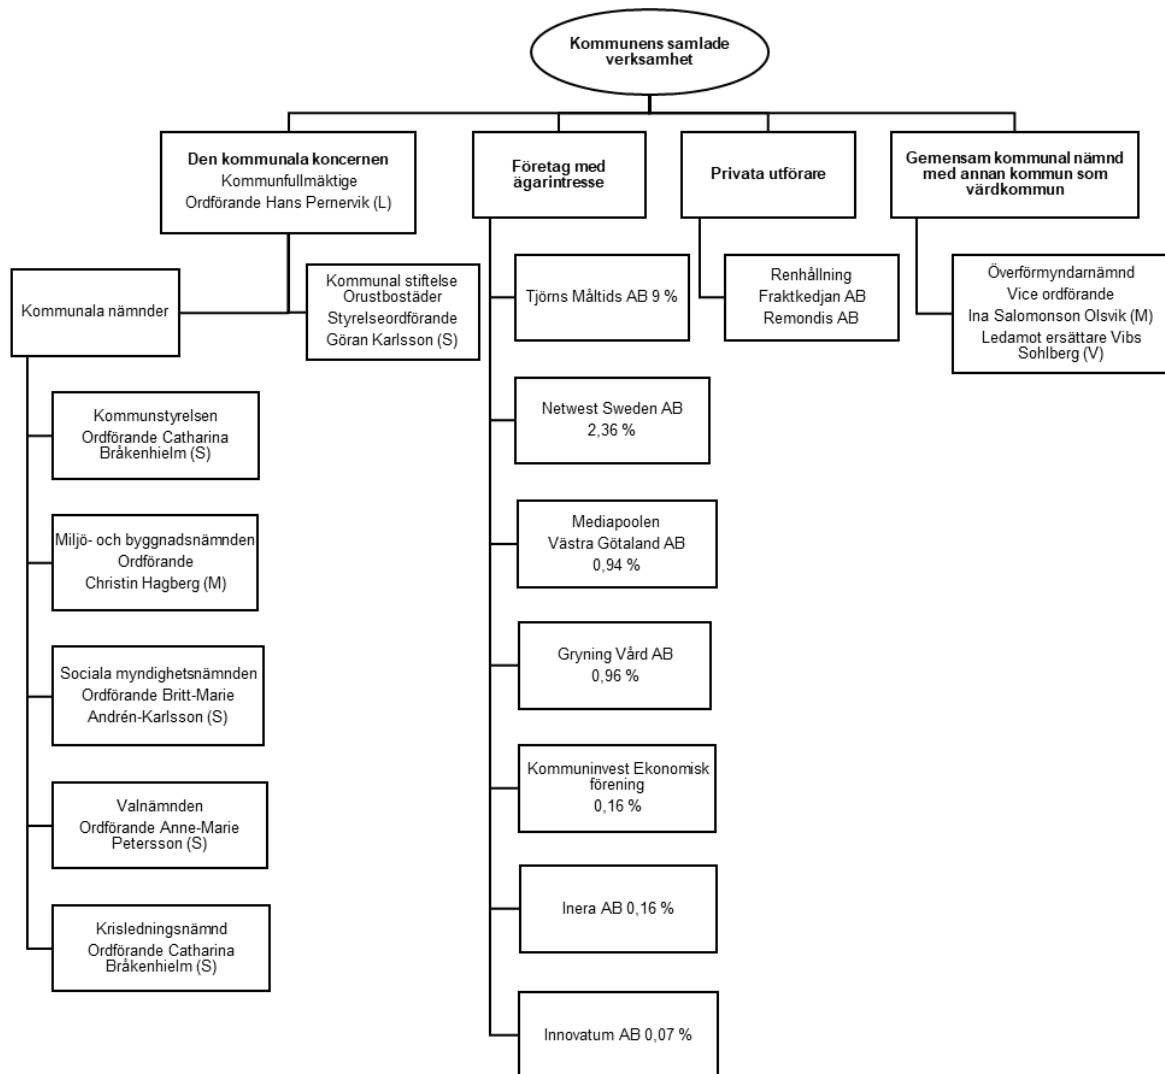 Kommunens samlade
verksamhet
Den kommunala koncernen
Kommunfullmäktige
Ordförande Hans Pernervik (L)
Företag med
ägarintresse
Privata utförare
Gemensam kommunal nämnd
med annan kommun som
värdkommun
Kommunala nämnder
Kommunal stiftelse
Orustbostäder
Styrelseordförande
Göran Karlsson (S)
Tjörns Måltids AB 9 %
Renhållning
Fraktkedjan AB
Remondis AB
Överförmyndarnämnd
Vice ordförande
Ina Salomonson Olsvik (M)
Ledamot ersättare Vibs
Sohlberg (V)
Kommunstyrelsen
Ordförande Catharina
Bråkenhielm (S)
Miljö- och byggnadsnämnden
Ordförande
Christin Hagberg (M)
Sociala myndighetsnämnden
Ordförande Britt-Marie
Andrén-Karlsson (S)
Valnämnden
Ordförande Anne-Marie
Petersson (S)
Krisledningsnämnd
Ordförande Catharina
Bråkenhielm (S)
Netwest Sweden AB
2,36 %
Mediapoolen
Västra Götaland AB
0,94 %
Gryning Vård AB
0,96 %
Kommuninvest Ekonomisk
förening
0,16 %
Inera AB 0,16 %
Innovatum AB 0,07 %